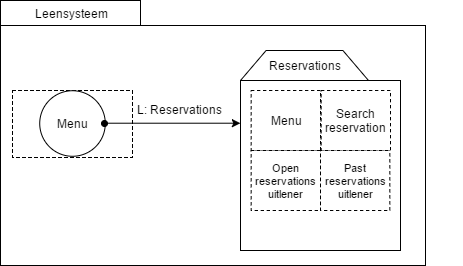 Leensysteem
Reservations
Menu
L: Reservations
Menu
Search
reservation
Open
reservations
uitlener
Past
reservations
uitlener